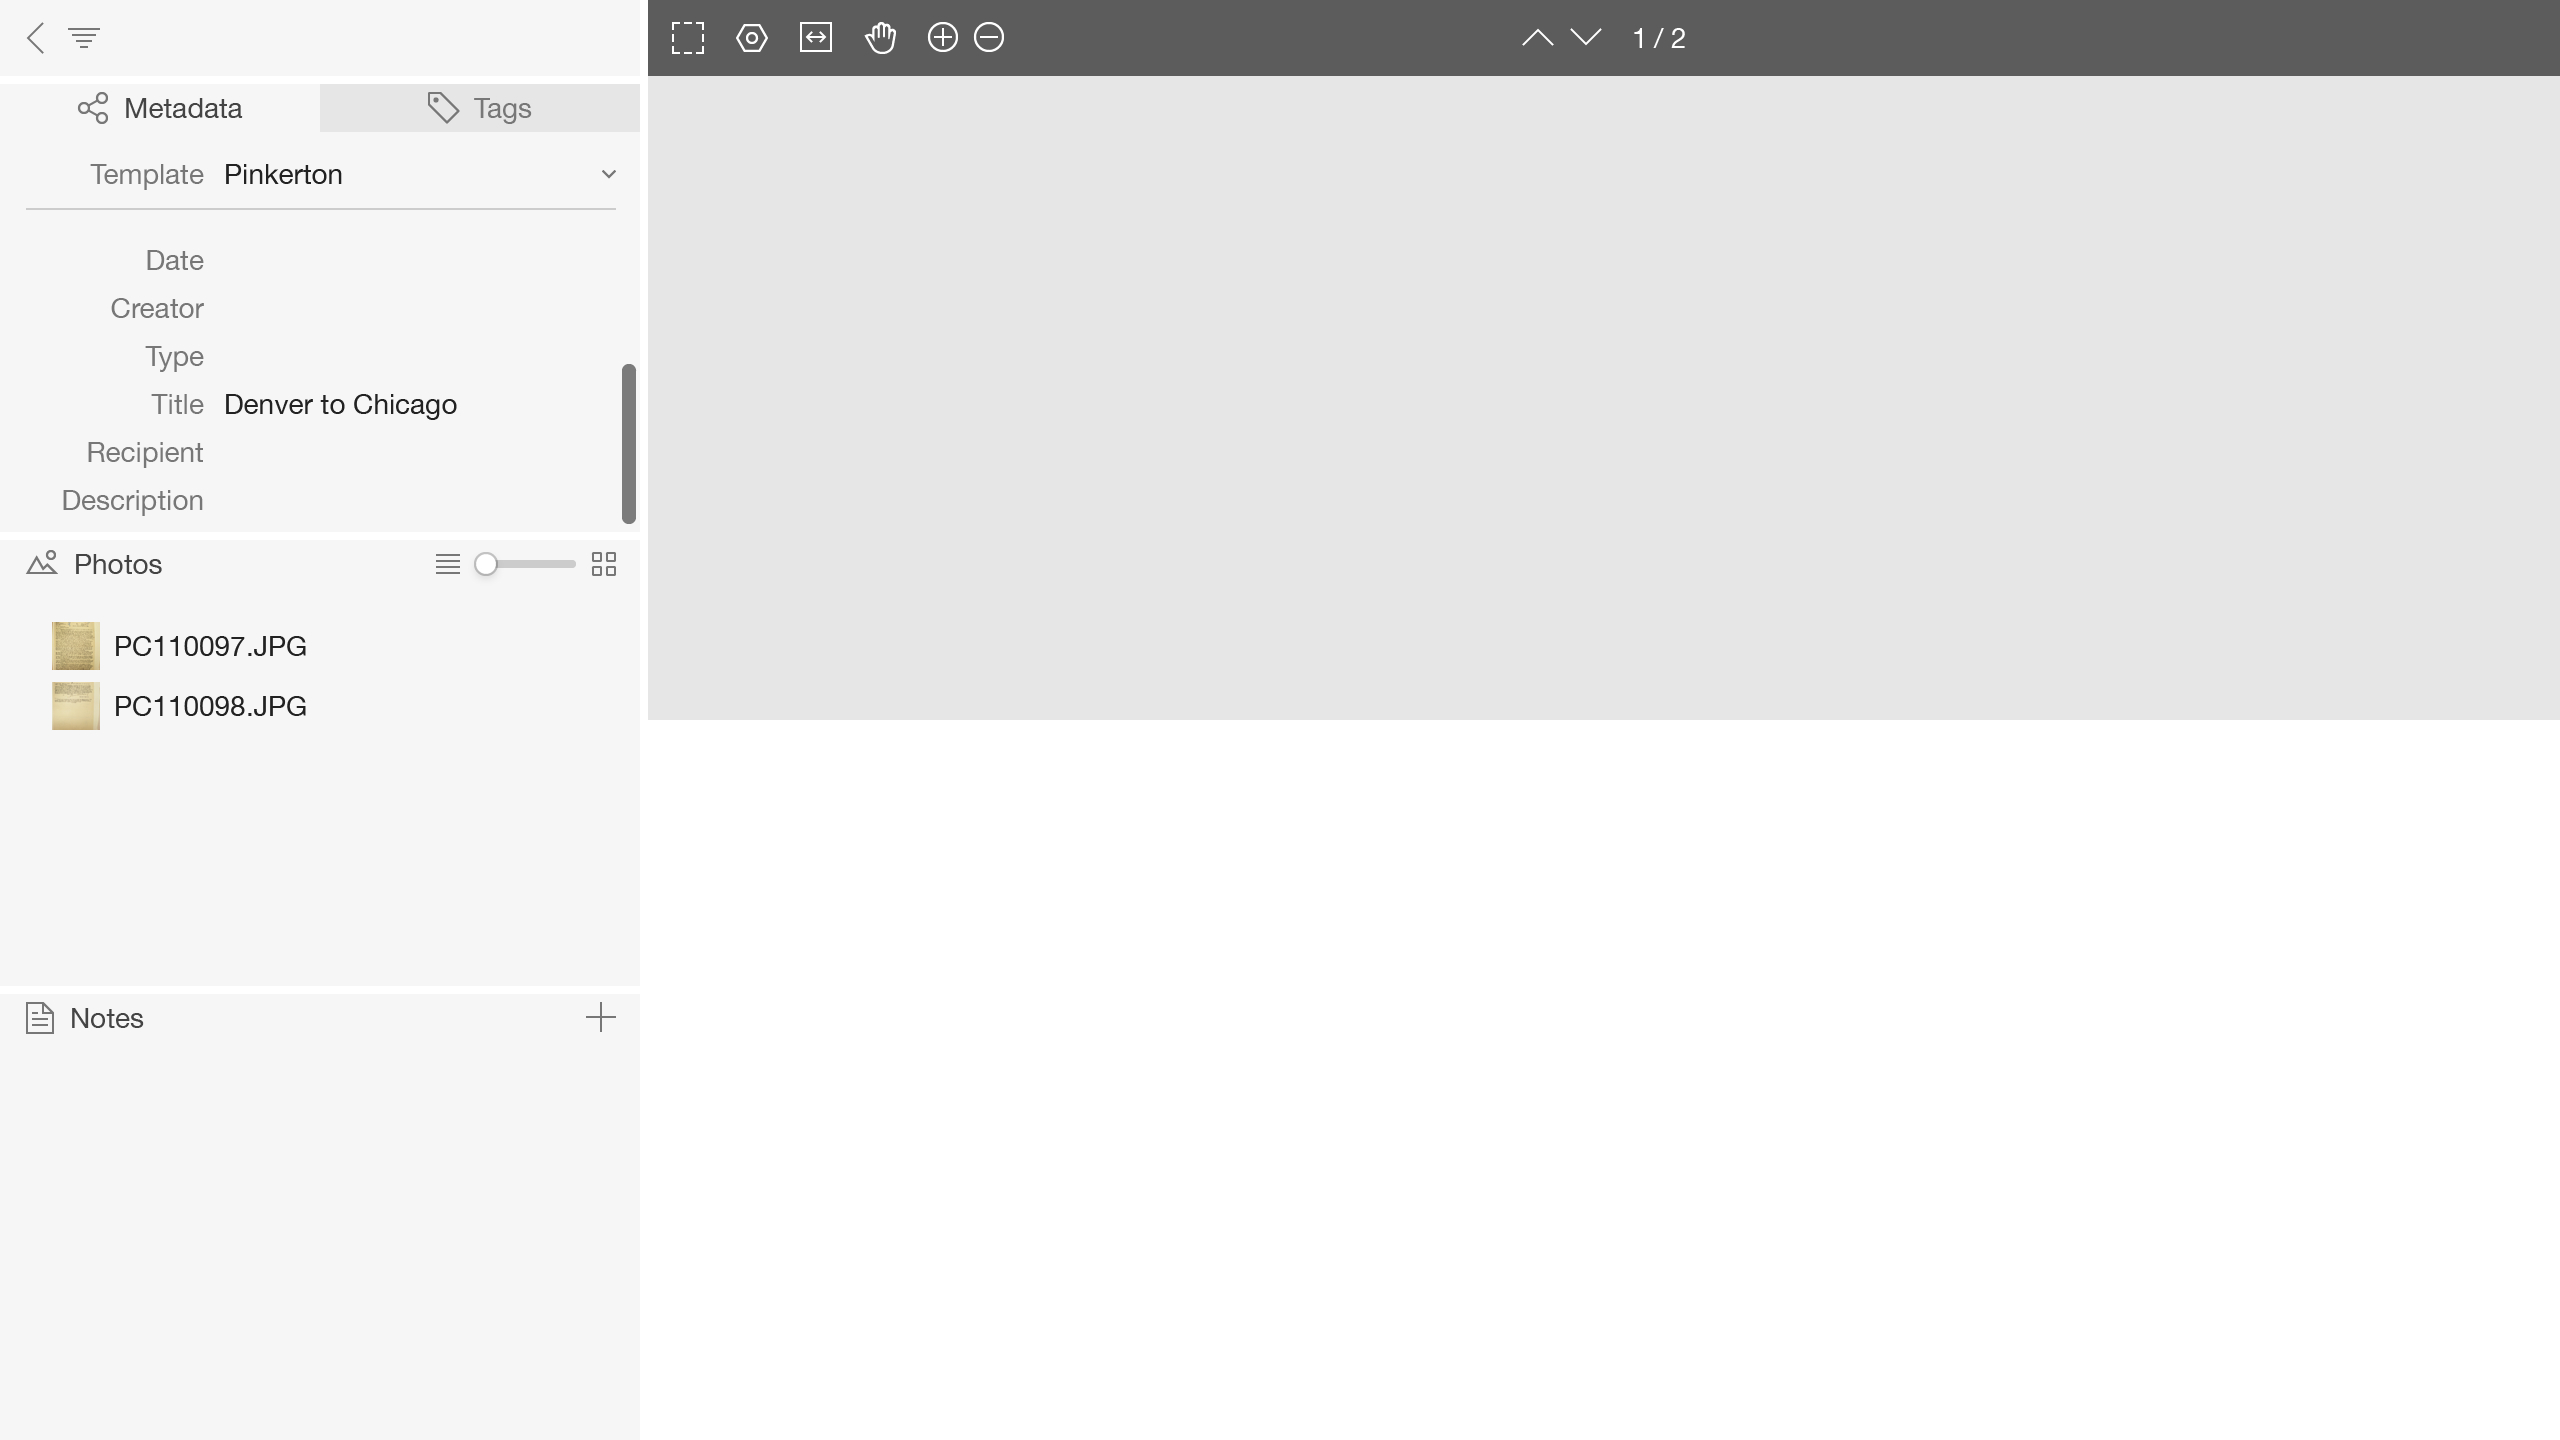 1 / 2
Metadata
Tags
Template Pinkerton
Date
Creator
Type
Title Denver to Chicago
Recipient
Description
Photos
PC110097.JPG
PC110098.JPG
Notes